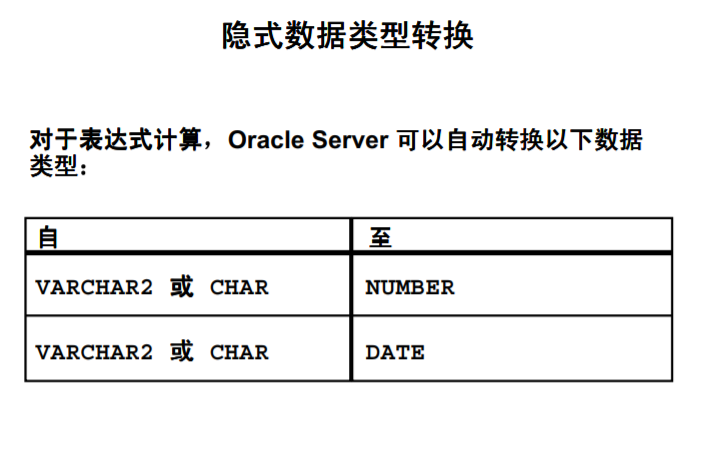 隐式数据类型转换
对于表达式计算，Oracle Server 可以自动转换以下数据
类型：
自 至
VARCHAR2 或 CHAR NUMBER
VARCHAR2 或 CHAR DATE